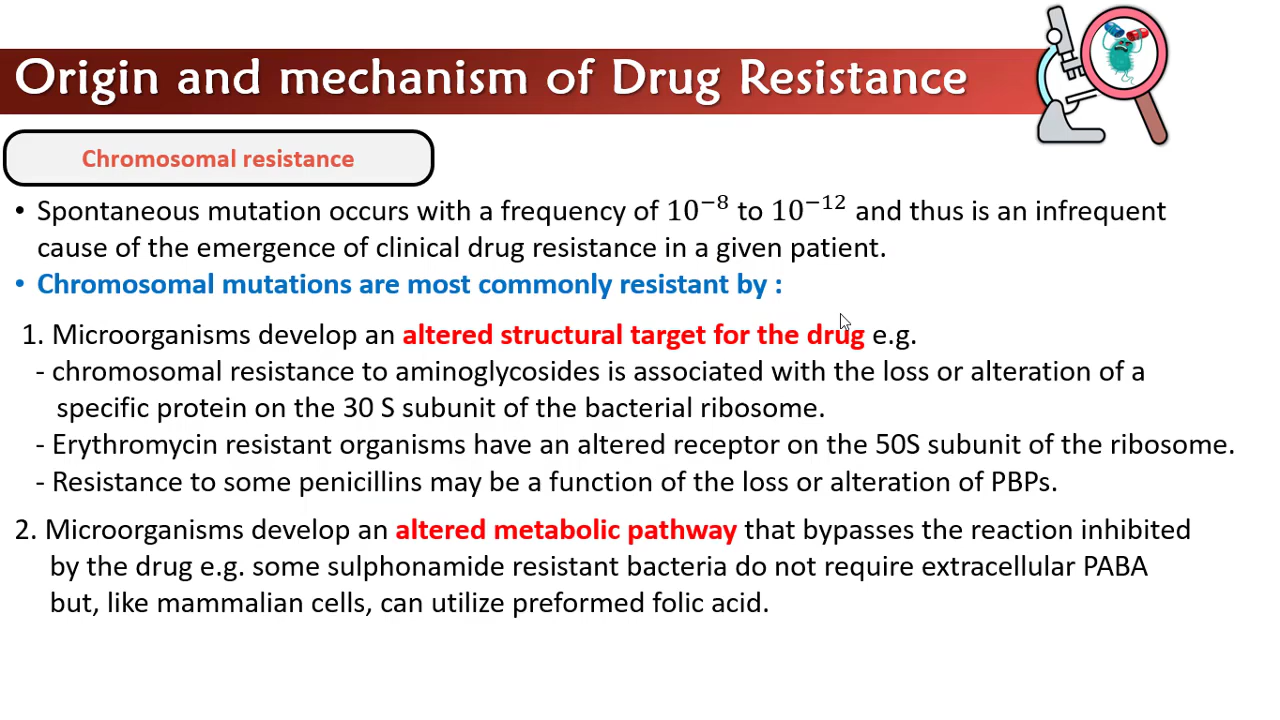 Origin and mechanism of Drug Resistance
Chromosomal resistance
• Spontaneous mutation occurs with a frequency of 10⁻⁸ to 10⁻¹² and thus is an infrequent
cause of the emergence of clinical drug resistance in a given patient.
• Chromosomal mutations are most commonly resistant by :
1. Microorganisms develop an altered structural target for the drug e.g.
- chromosomal resistance to aminoglycosides is associated with the loss or alteration of a
specific protein on the 30 S subunit of the bacterial ribosome.
- Erythromycin resistant organisms have an altered receptor on the 50S subunit of the ribosome.
- Resistance to some penicillins may be a function of the loss or alteration of PBPs.
2. Microorganisms develop an altered metabolic pathway that bypasses the reaction inhibited
by the drug e.g. some sulphonamide resistant bacteria do not require extracellular PABA
but, like mammalian cells, can utilize preformed folic acid.